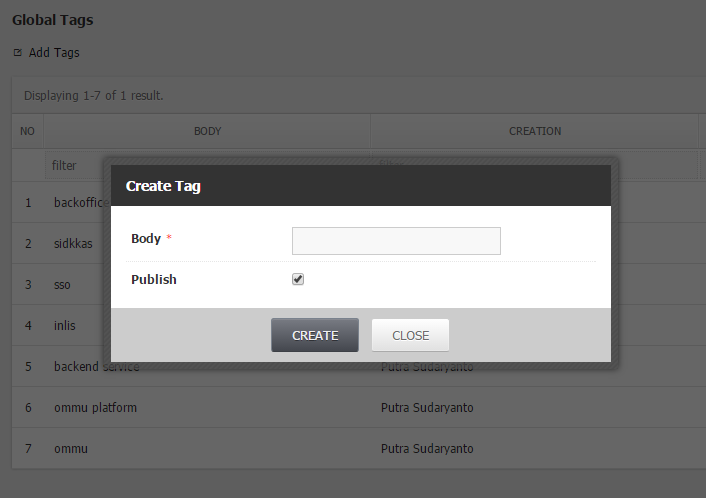 Global Tags
Add Tags
Displaying 1-7 of 1 result.
NO BODY CREATION
filter filter
1 backoffice
2 sidkkas
3 sso
4 inlis
5 backend service Putra Sudaryanto
6 ommu platform Putra Sudaryanto
7 ommu Putra Sudaryanto
Create Tag
Body *
Publish
CREATE CLOSE